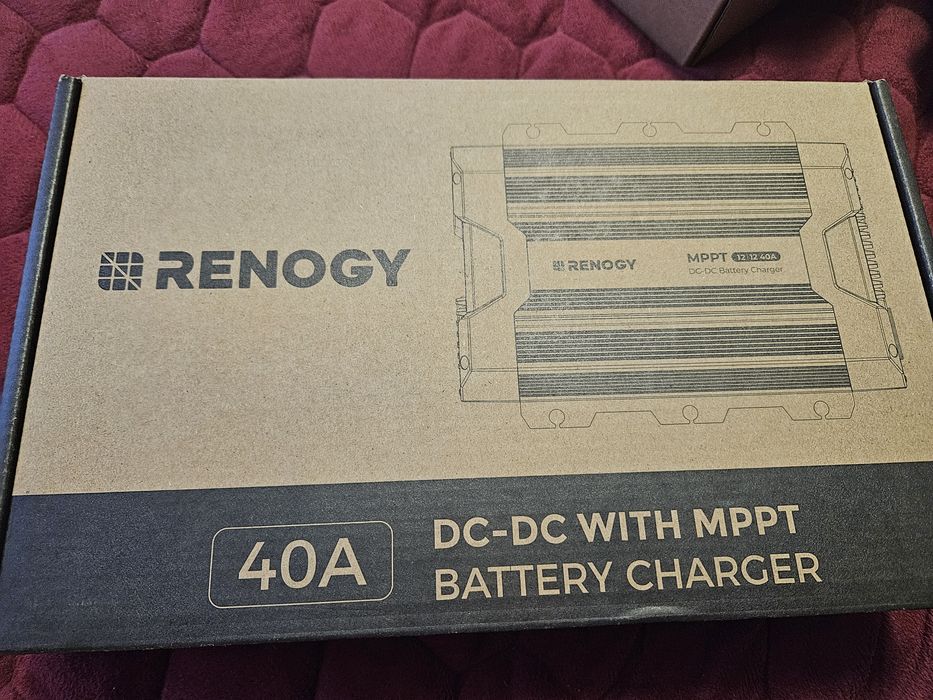 RENOGY
RENOGY
MPPT 12|12 40A
DC-DC Battery Charger
40A
DC-DC WITH MPPT
BATTERY CHARGER